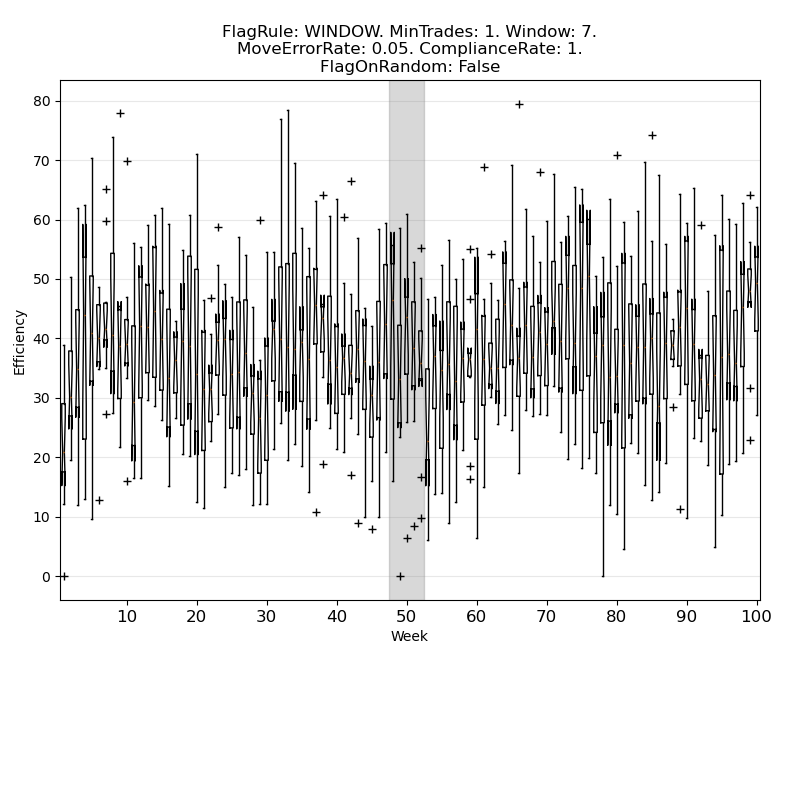 FlagRule: WINDOW. MinTrades: 1. Window: 7.
MoveErrorRate: 0.05. ComplianceRate: 1.
FlagOnRandom: False
80
70
60
50
40
30
20
10
0
Efficiency
10 20 30 40 50 60 70 80 90 100
Week